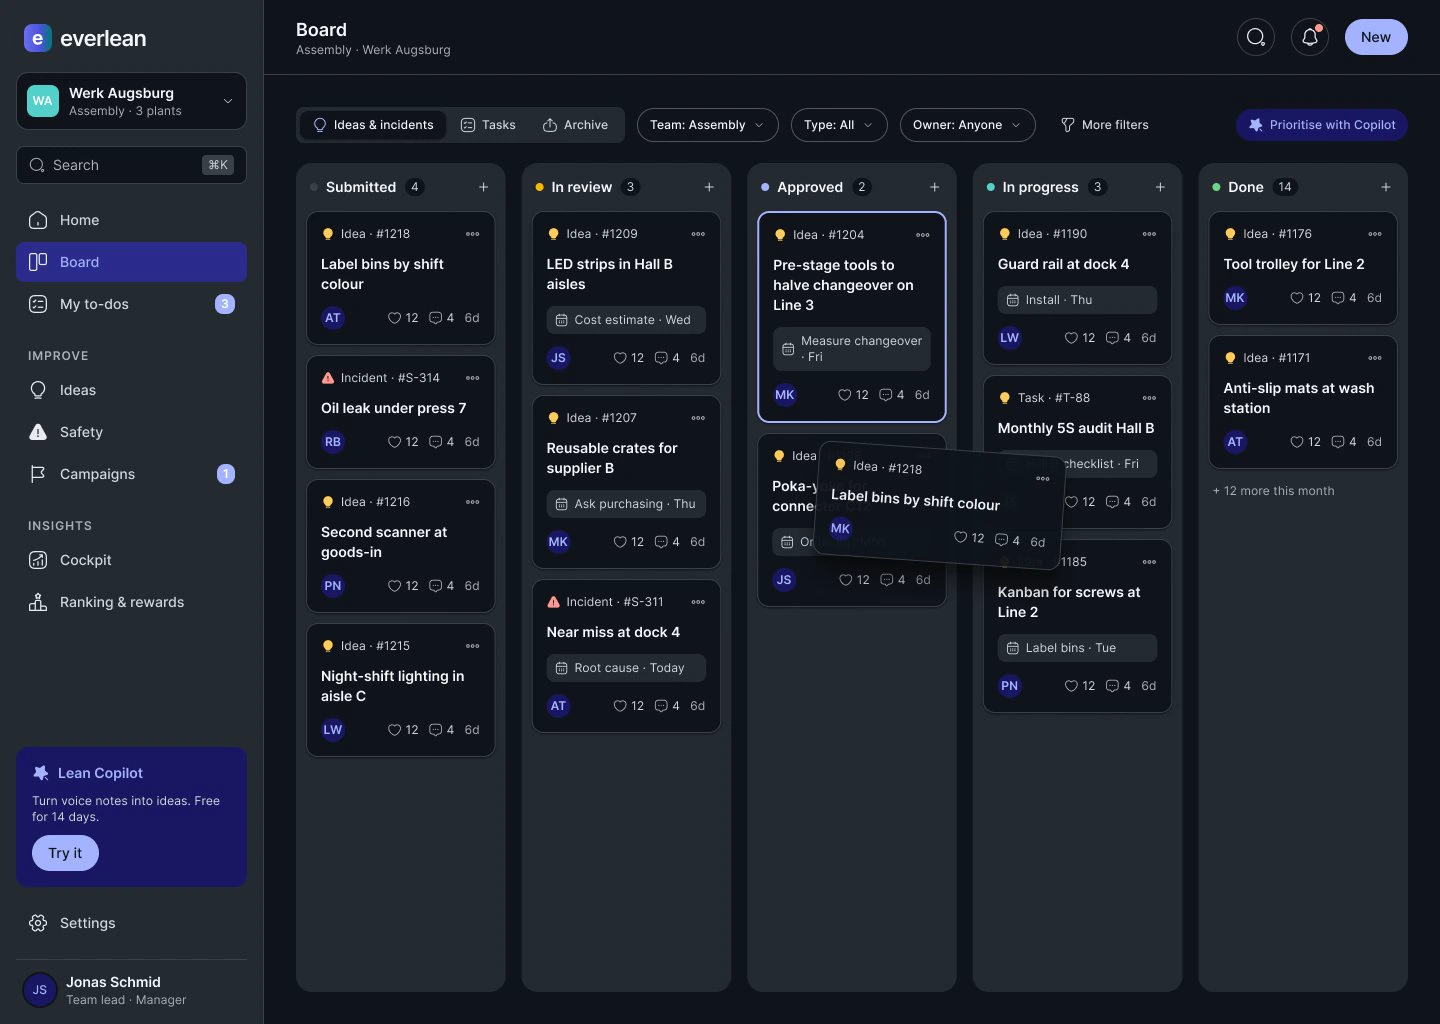 e everlean
WA
Werk Augsburg
Assembly · 3 plants
Search
⌘K
Home
Board
My to-dos
3
IMPROVE
Ideas
Safety
Campaigns
1
INSIGHTS
Cockpit
Ranking & rewards
Lean Copilot
Turn voice notes into ideas. Free
for 14 days.
Try it
Settings
JS
Jonas Schmid
Team lead · Manager
Board
Assembly · Werk Augsburg
New
Ideas & incidents
Tasks
Archive
Team: Assembly
Type: All
Owner: Anyone
More filters
Prioritise with Copilot
Submitted 4
Idea · #1218
Label bins by shift
colour
AT
12 4 6d
Incident · #S-314
Oil leak under press 7
RB
12 4 6d
Idea · #1216
Second scanner at
goods-in
PN
12 4 6d
Idea · #1215
Night-shift lighting in
aisle C
LW
12 4 6d
In review 3
Idea · #1209
LED strips in Hall B
aisles
Cost estimate · Wed
JS
12 4 6d
Idea · #1207
Reusable crates for
supplier B
Ask purchasing · Thu
MK
12 4 6d
Incident · #S-311
Near miss at dock 4
Root cause · Today
AT
12 4 6d
Approved 2
Idea · #1204
Pre-stage tools to
halve changeover on
Line 3
Measure changeover
· Fri
MK
12 4 6d
Idea
JS
12 4 6d
Idea · #1218
Label bins by shift colour
MK
12 4 6d
In progress 3
Idea · #1190
Guard rail at dock 4
Install · Thu
LW
12 4 6d
Task · #T-88
Monthly 5S audit Hall B
checklist · Fri
12 4 6d
1185
Kanban for screws at
Line 2
Label bins · Tue
PN
12 4 6d
Done 14
Idea · #1176
Tool trolley for Line 2
MK
12 4 6d
Idea · #1171
Anti-slip mats at wash
station
AT
12 4 6d
+ 12 more this month